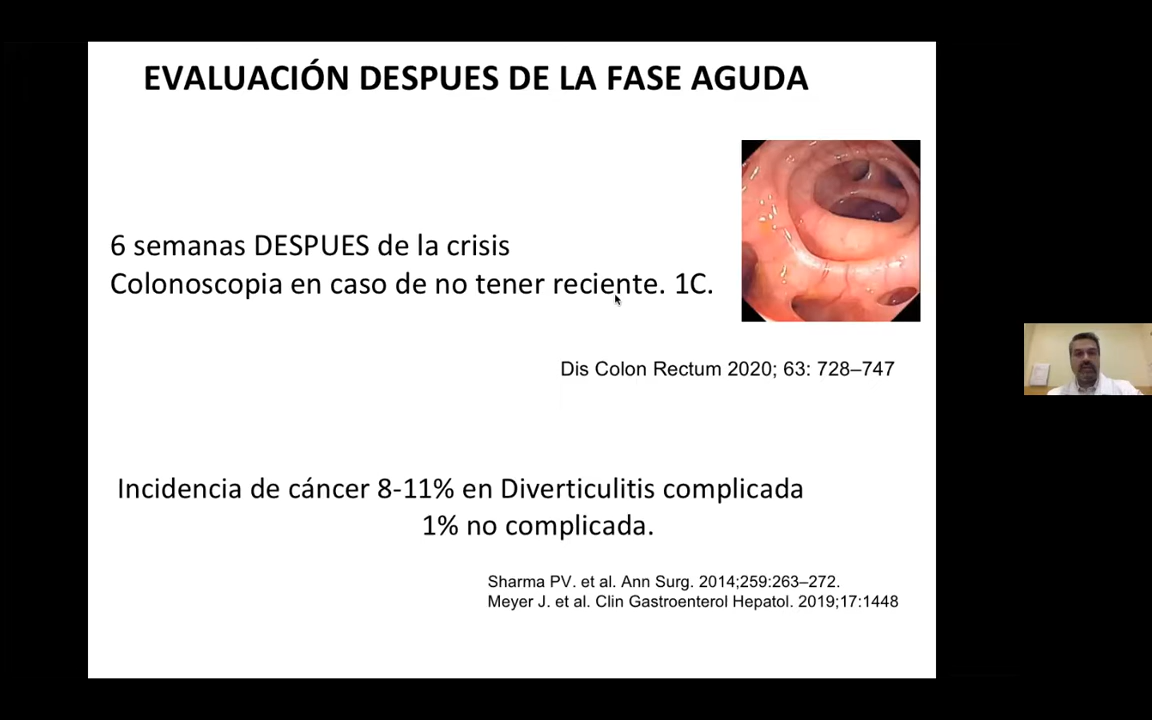 EVALUACIÓN DESPUES DE LA FASE AGUDA
6 semanas DESPUES de la crisis
Colonoscopia en caso de no tener reciente. 1C.
Dis Colon Rectum 2020; 63: 728–747
Incidencia de cáncer 8-11% en Diverticulitis complicada
1% no complicada.
Sharma PV. et al. Ann Surg. 2014;259:263–272.
Meyer J. et al. Clin Gastroenterol Hepatol. 2019;17:1448